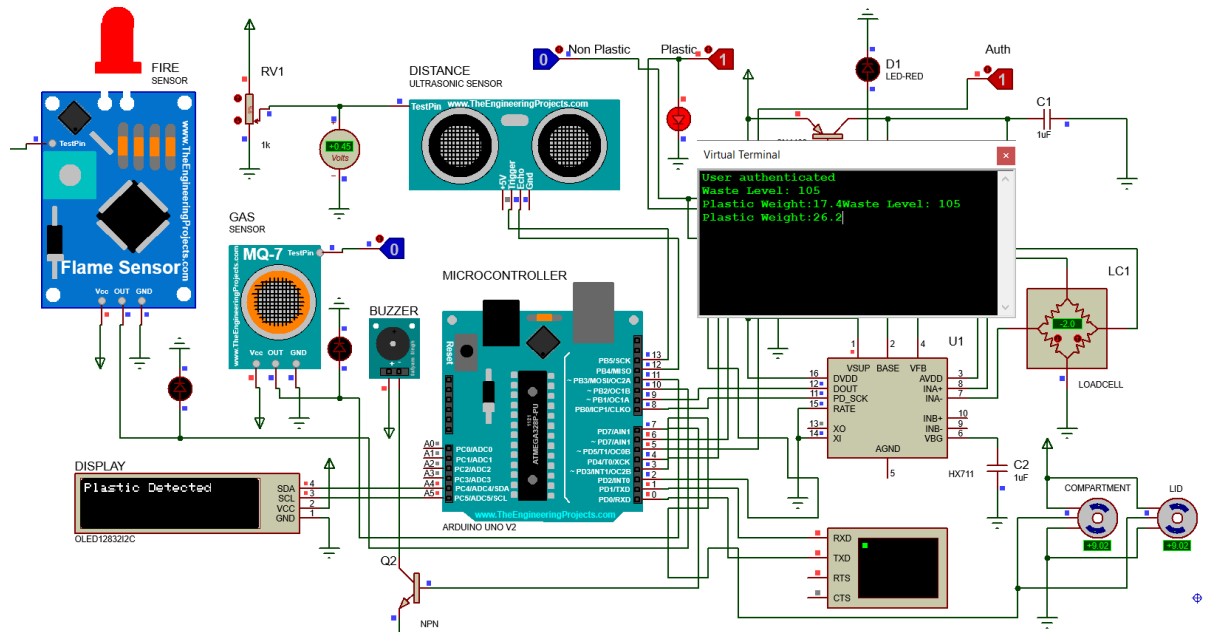 FIRE
SENSOR
TestPin
www.TheEngineeringProjects.com
Flame Sensor
Vcc OUT GND
RV1
1k
+0.45
Volts
DISTANCE
ULTRASONIC SENSOR
TestPin
www.TheEngineeringProjects.com
+5V
Trigger
Echo
Gnd
0
Non Plastic
Plastic
1
D1
LED-RED
Auth
1
C1
1uF
Virtual Terminal
User authenticated
Waste Level: 105
Plastic Weight:17.4Waste Level: 105
Plastic Weight:26.2
GAS
SENSOR
MQ-7
TestPin
0
www.TheEngineeringProjects.com
Vcc OUT GND
BUZZER
MICROCONTROLLER
Reset
ATMEGA328P-PU
1121
PB5/SCK 13
PB4/MISO 12
~ PB3/MOSI/OC2A 11
~ PB2/OC1B 10
~ PB1/OC1A 9
PB0/ICP1/CLKO 8
PD7/AIN1 7
~ PD7/AIN1 6
~ PD5/T1/OC0B 5
PD4/T0/XCK 4
~ PD3/INT1/OC2B 3
PD2/INT0 2
PD1/TXD 1
PD0/RXD 0
A0 PC0/ADC0
A1 PC1/ADC1
A2 PC2/ADC2
A3 PC3/ADC3
A4 PC4/ADC4/SDA
A5 PC5/ADC5/SCL
www.TheEngineeringProjects.com
ARDUINO UNO V2
DISPLAY
Plastic Detected
SDA 4
SCL 3
VCC 2
GND 1
OLED12832I2C
Q2
NPN
LC1
-2.0
LOADCELL
U1
1 2 4
VSUP BASE VFB
16 DVDD
12 DOUT
11 PD_SCK
15 RATE
13 XO
14 XI
AVDD 3
INA+ 8
INA- 7
INB+ 10
INB- 9
VBG 6
AGND
5
HX711
C2
1uF
COMPARTMENT
+9.02
LID
+9.02
RXD
TXD
RTS
CTS